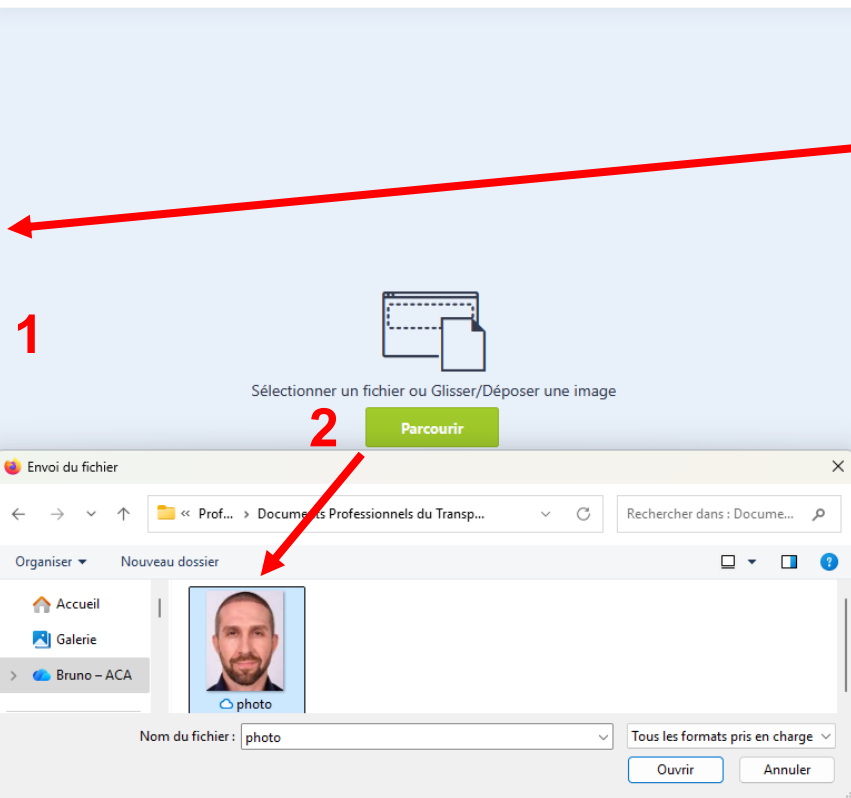 1
Sélectionner un fichier ou Glisser/Déposer une image
2
Parcourir
Envoi du fichier
« Prof... > Documents Professionnels du Transp...
Rechercher dans : Docume...
Organiser
Nouveau dossier
?
Accueil
Galerie
Bruno – ACA
photo
Nom du fichier :
photo
Tous les formats pris en charge
Ouvrir
Annuler